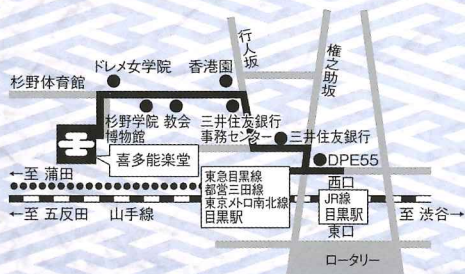 行人坂
権之助坂
ドレメ女学院
香港園
杉野体育館
杉野学院
博物館
教会
三井住友銀行
事務センター
三井住友銀行
喜多能楽堂
DPE55
←至 蒲田
東急目黒線
都営三田線
東京メトロ南北線
目黒駅
西口
JR線
目黒駅
東口
←至 五反田
山手線
至 渋谷→
ロータリー